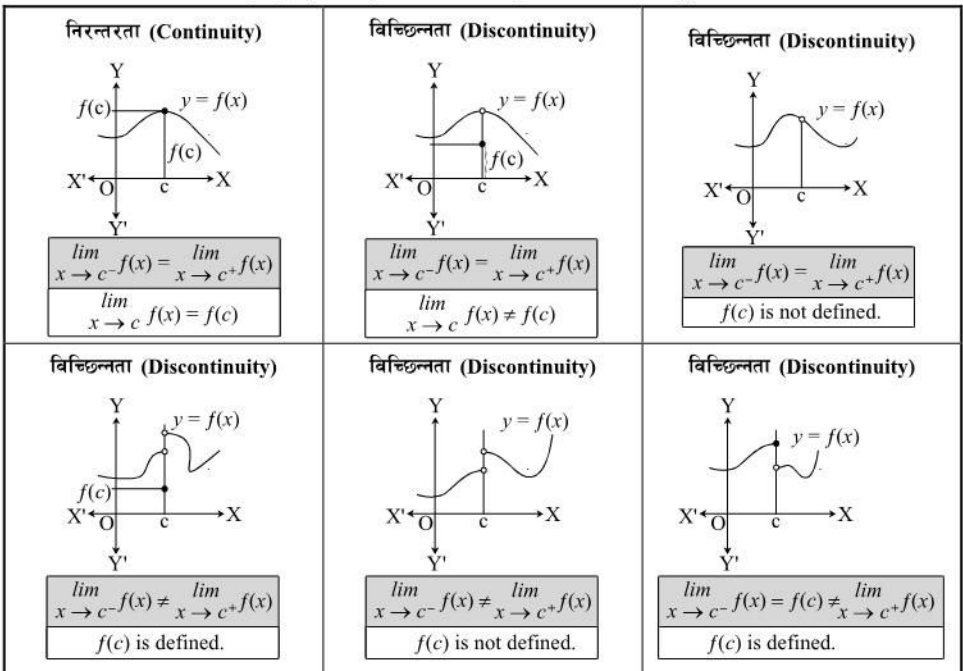 निरन्तरता (Continuity)
Y
f(c)
y = f(x)
f(c)
X'
O
c
X
Y'
lim x → c⁻ f(x) = lim x → c⁺ f(x)
lim x → c f(x) = f(c)
विच्छिन्नता (Discontinuity)
Y
y = f(x)
f(c)
X'
O
c
X
Y'
lim x → c⁻ f(x) = lim x → c⁺ f(x)
lim x → c f(x) ≠ f(c)
विच्छिन्नता (Discontinuity)
Y
y = f(x)
X'
O
c
X
Y'
lim x → c⁻ f(x) = lim x → c⁺ f(x)
f(c) is not defined.
विच्छिन्नता (Discontinuity)
Y
y = f(x)
f(c)
X'
O
c
X
Y'
lim x → c⁻ f(x) ≠ lim x → c⁺ f(x)
f(c) is defined.
विच्छिन्नता (Discontinuity)
Y
y = f(x)
X'
O
c
X
Y'
lim x → c⁻ f(x) ≠ lim x → c⁺ f(x)
f(c) is not defined.
विच्छिन्नता (Discontinuity)
Y
y = f(x)
X'
O
c
X
Y'
lim x → c⁻ f(x) = f(c) ≠ lim x → c⁺ f(x)
f(c) is defined.